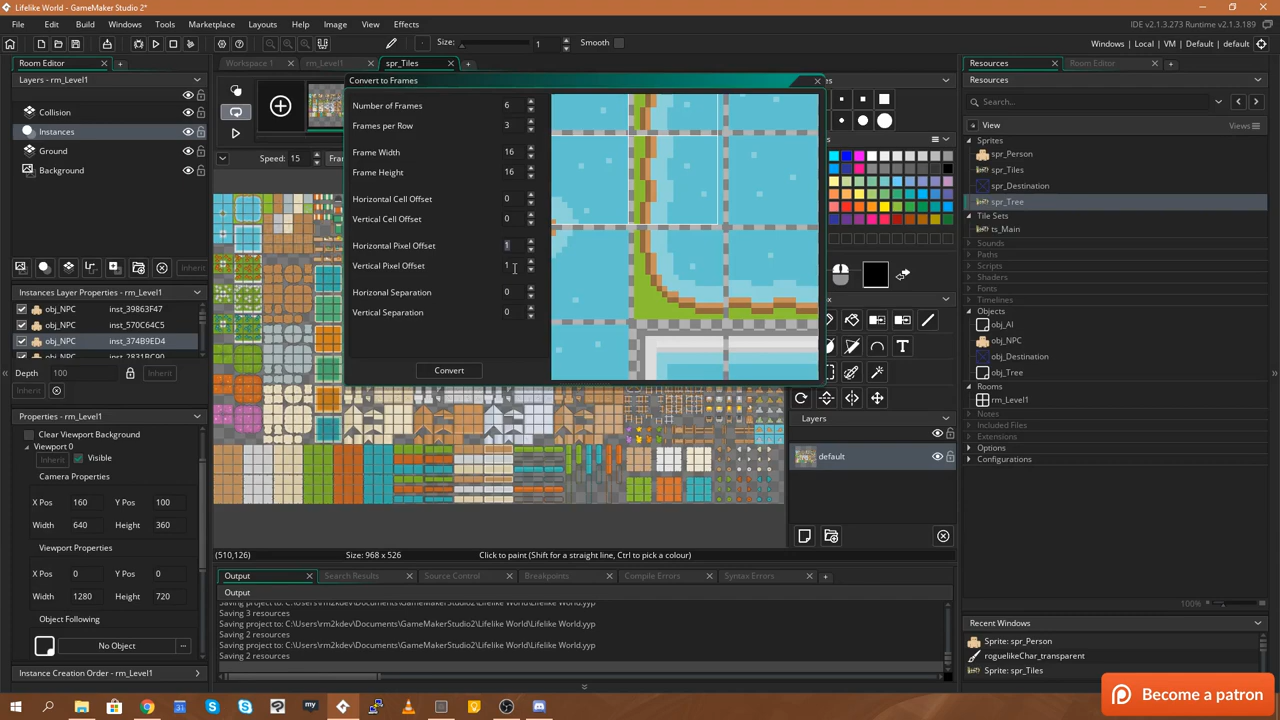 Lifelike World - GameMaker Studio 2*
File Edit Build Windows Tools Marketplace Layouts Help Image View Effects
IDE v2.1.3.273 Runtime v2.1.3.189
Size: 1 Smooth
Windows | Local | VM | Default | default
Room Editor
Workspace 1
rm_Level1
spr_Tiles
Resources
Room Editor
Layers - rm_Level1
Convert to Frames
Resources
Search...
Number of Frames 6
Collision
Frames per Row 3
View
Views
Instances
Sprites
Ground
Frame Width 16
spr_Person
Background
Speed: 15
Frame Height 16
spr_Tiles
spr_Destination
Horizontal Cell Offset 0
spr_Tree
Vertical Cell Offset 0
Tile Sets
ts_Main
Horizontal Pixel Offset 1
Sounds
Paths
Vertical Pixel Offset 1
Scripts
Inherit
Shaders
Instances Layer Properties - rm_Level1
Horizonal Separation 0
Fonts
Timelines
obj_NPC inst_39863F47
Vertical Separation 0
Objects
obj_NPC inst_570C64C5
obj_AI
obj_NPC inst_374B9ED4
obj_NPC
obj_NPC inst_2831BC90
obj_Destination
Depth: 100 Inherit
Convert
obj_Tree
Inherit
Rooms
rm_Level1
Properties - rm_Level1
Layers
Notes
Included Files
Clear Viewport Background
Extensions
Viewport 0
Options
Inherit Visible
default
Configurations
Camera Properties
X Pos 160 Y Pos 100
Width 640 Height 360
Viewport Properties
(510,126) Size: 968 x 526 Click to paint (Shift for a straight line, Ctrl to pick a colour)
X Pos 0 Y Pos 0
Output Search Results Source Control Breakpoints Compile Errors Syntax Errors
Width 1280 Height 720
Output
100%
Saving project to: C:\Users\rm2kdev\Documents\GameMakerStudio2\Lifelike World\Lifelike World.yyp
Saving 3 resources
Object Following
Saving project to: C:\Users\rm2kdev\Documents\GameMakerStudio2\Lifelike World\Lifelike World.yyp
Recent Windows
Saving 2 resources
Sprite: spr_Person
No Object
Saving project to: C:\Users\rm2kdev\Documents\GameMakerStudio2\Lifelike World\Lifelike World.yyp
roguelikeChar_transparent
Saving 2 resources
Sprite: spr_Tiles
Instance Creation Order - rm_Level1
Become a patron